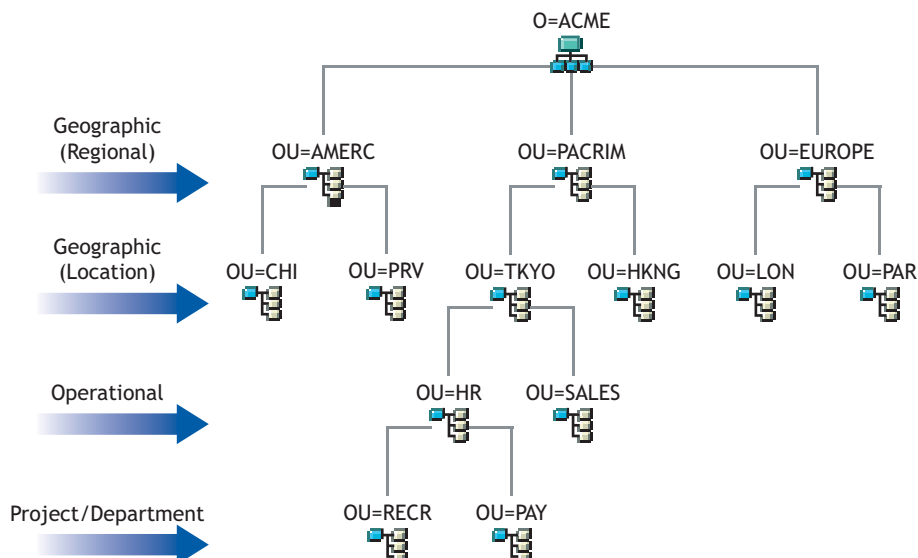 O=ACME
Geographic
(Regional)
OU=AMERC
OU=PACRIM
OU=EUROPE
Geographic
(Location)
OU=CHI
OU=PRV
OU=TKYO
OU=HKNG
OU=LON
OU=PAR
Operational
OU=HR
OU=SALES
Project/Department
OU=RECR
OU=PAY